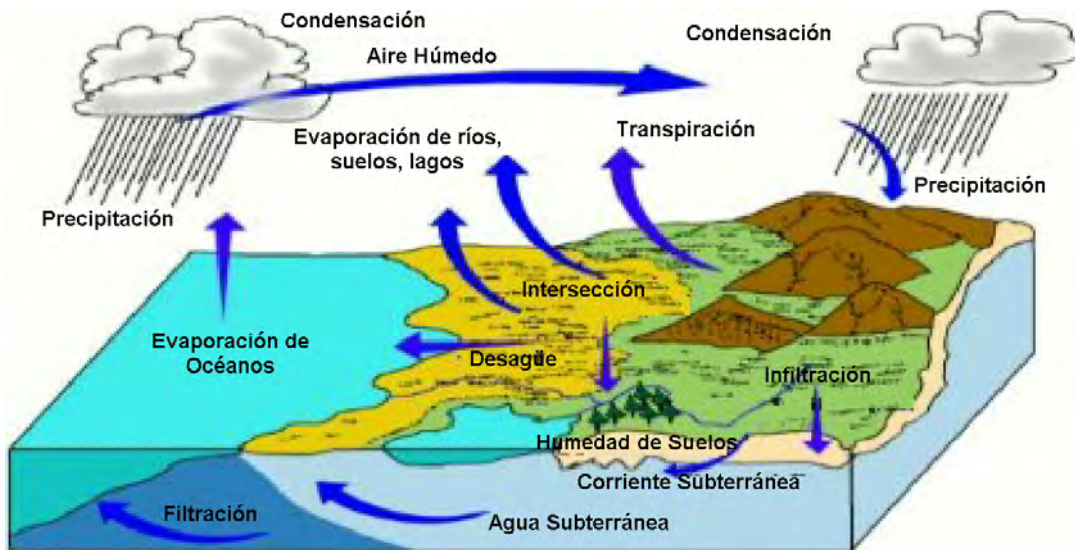 Condensación
Condensación
Aire Húmedo
Evaporación de ríos,
suelos, lagos
Transpiración
Precipitación
Precipitación
Intersección
Evaporación de
Océanos
Desagüe
Infiltración
Humedad de Suelos
Corriente Subterránea
Filtración
Agua Subterránea